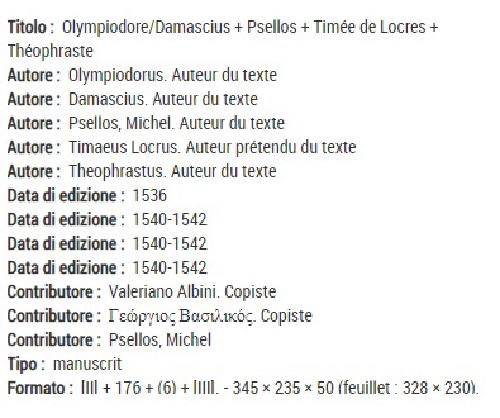 Titolo : Olympiodore/Damascius + Psellos + Timée de Locres +
Théophraste
Autore : Olympiodorus. Auteur du texte
Autore : Damascius. Auteur du texte
Autore : Psellos, Michel. Auteur du texte
Autore : Timaeus Locrus. Auteur prétendu du texte
Autore : Theophrastus. Auteur du texte
Data di edizione : 1536
Data di edizione : 1540-1542
Data di edizione : 1540-1542
Data di edizione : 1540-1542
Contributore : Valeriano Albini. Copiste
Contributore : Γεώργιος Βασιλικός. Copiste
Contributore : Psellos, Michel
Tipo : manuscrit
Formato : [II] + 176 + (6) + [III]. - 345 × 235 × 50 (feuillet : 328 × 230).